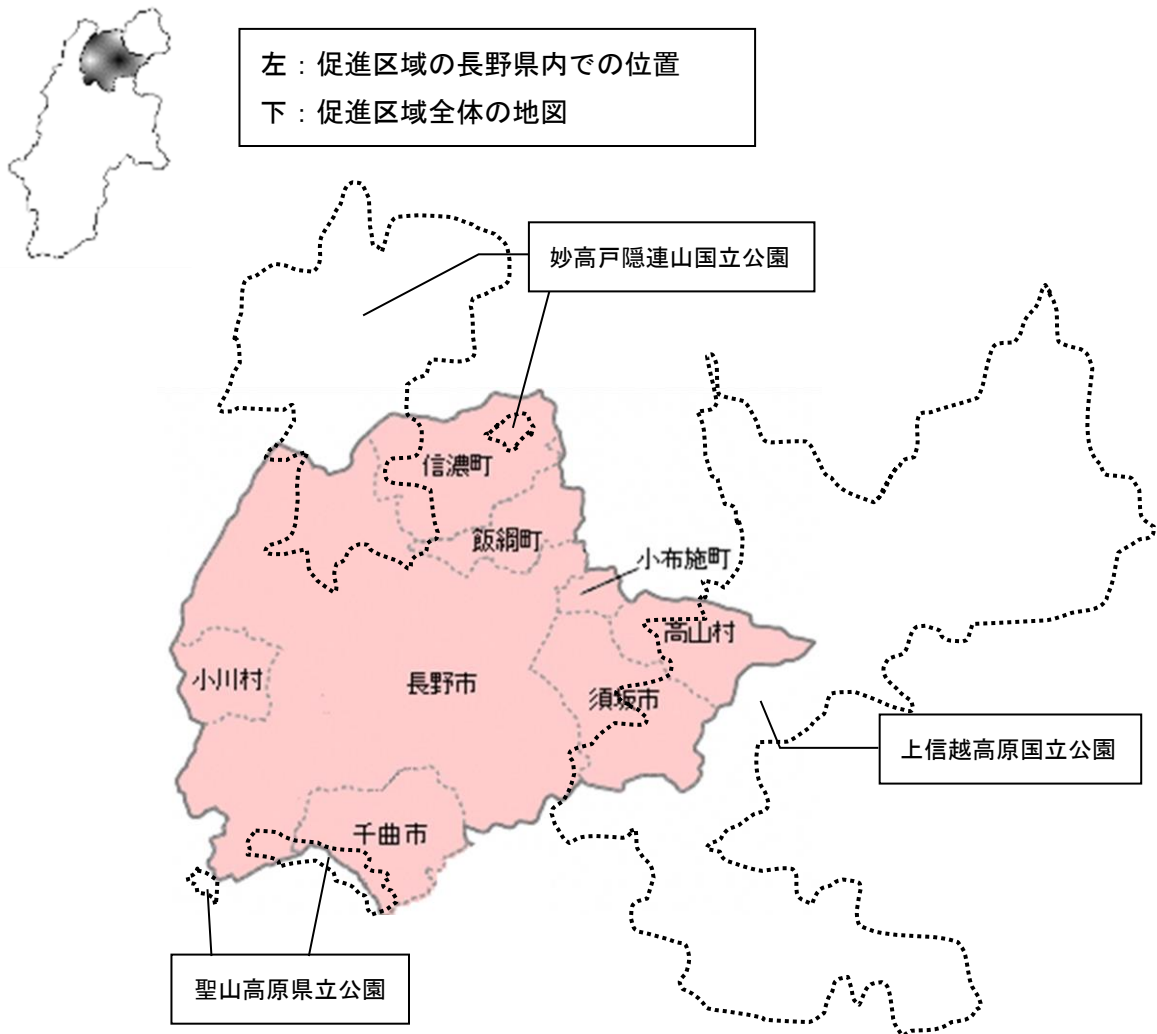 左：促進区域の長野県内での位置
下：促進区域全体の地図
妙高戸隠連山国立公園
信濃町
飯綱町
小布施町
高山村
小川村
長野市
須坂市
上信越高原国立公園
千曲市
聖山高原県立公園